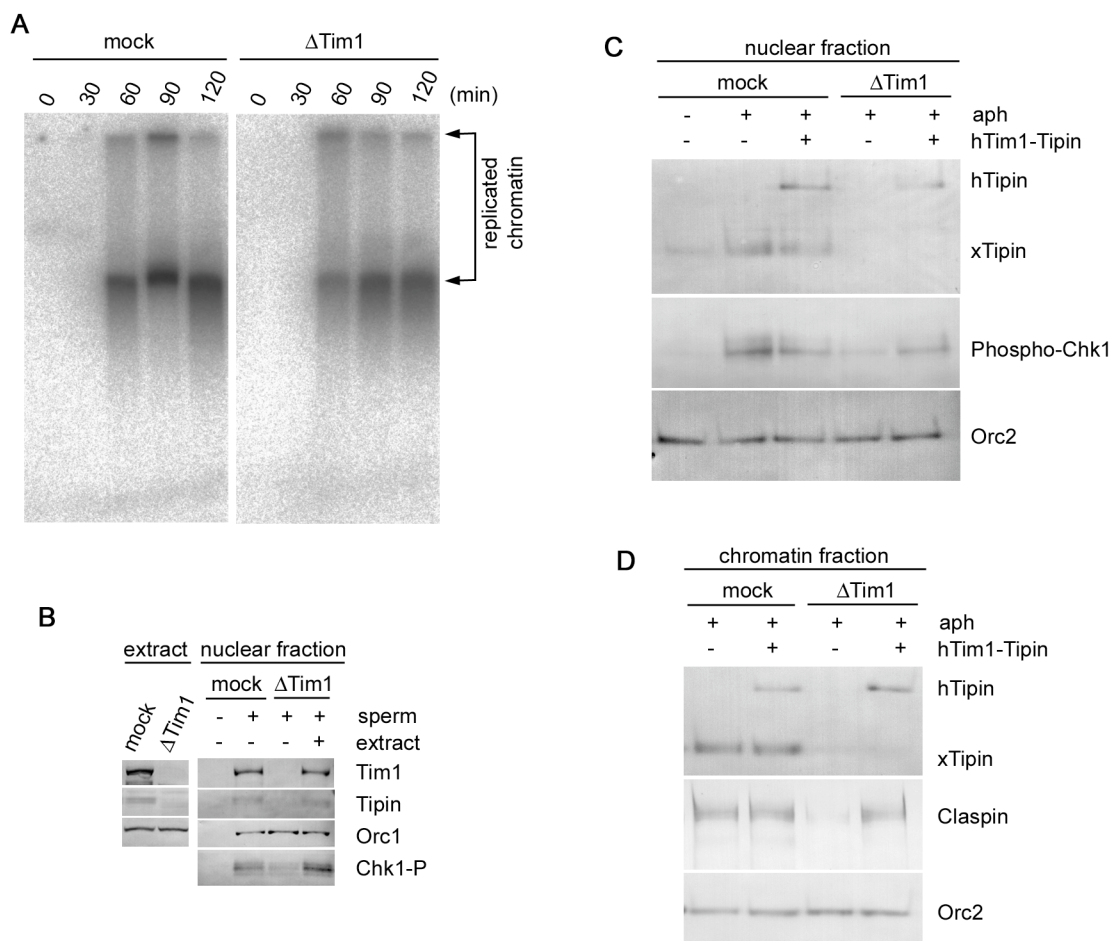 A
mock
ΔTim1
0 30 60 90 120 0 30 60 90 120 (min)
replicated
chromatin
B
extract nuclear fraction
mock ΔTim1
mock ΔTim1
- + + + sperm
- - - + extract
Tim1
Tipin
Orc1
Chk1-P
C
nuclear fraction
mock ΔTim1
- + + + + aph
- - + - + hTim1-Tipin
hTipin
xTipin
Phospho-Chk1
Orc2
D
chromatin fraction
mock ΔTim1
+ + + + aph
- + - + hTim1-Tipin
hTipin
xTipin
Claspin
Orc2